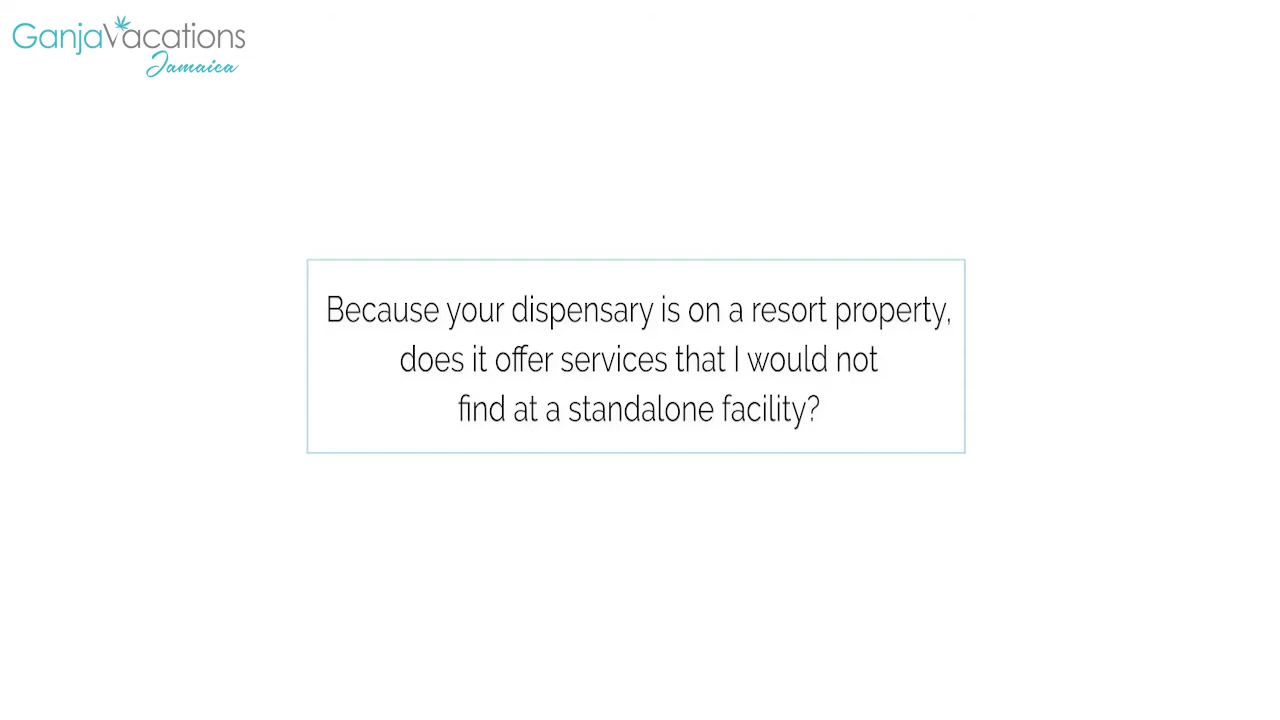 GanjaVacations
Jamaica
Because your dispensary is on a resort property,
does it offer services that I would not
find at a standalone facility?